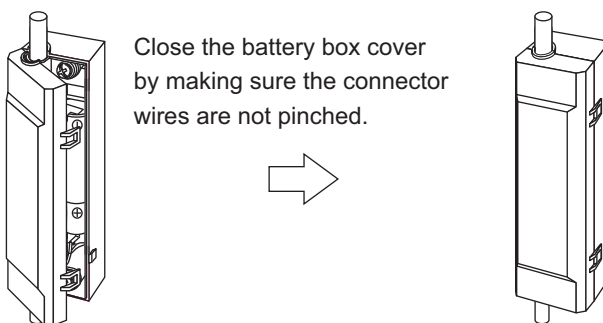 Close the battery box cover
by making sure the connector
wires are not pinched.